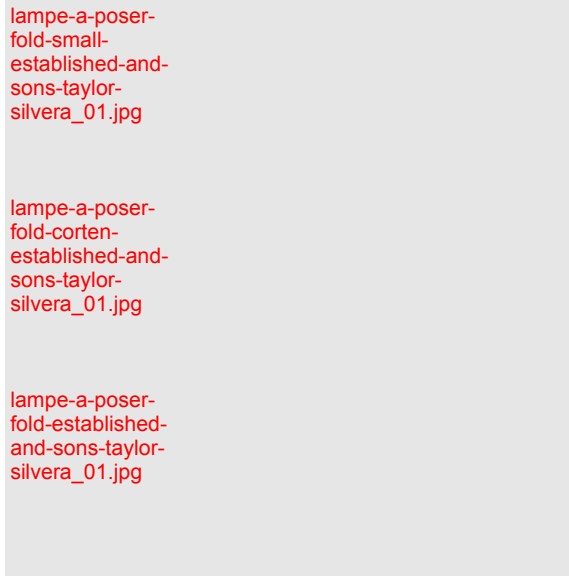 lampe-a-poser-
fold-small-
established-and-
sons-taylor-
silvera_01.jpg
lampe-a-poser-
fold-corten-
established-and-
sons-taylor-
silvera_01.jpg
lampe-a-poser-
fold-established-
and-sons-taylor-
silvera_01.jpg